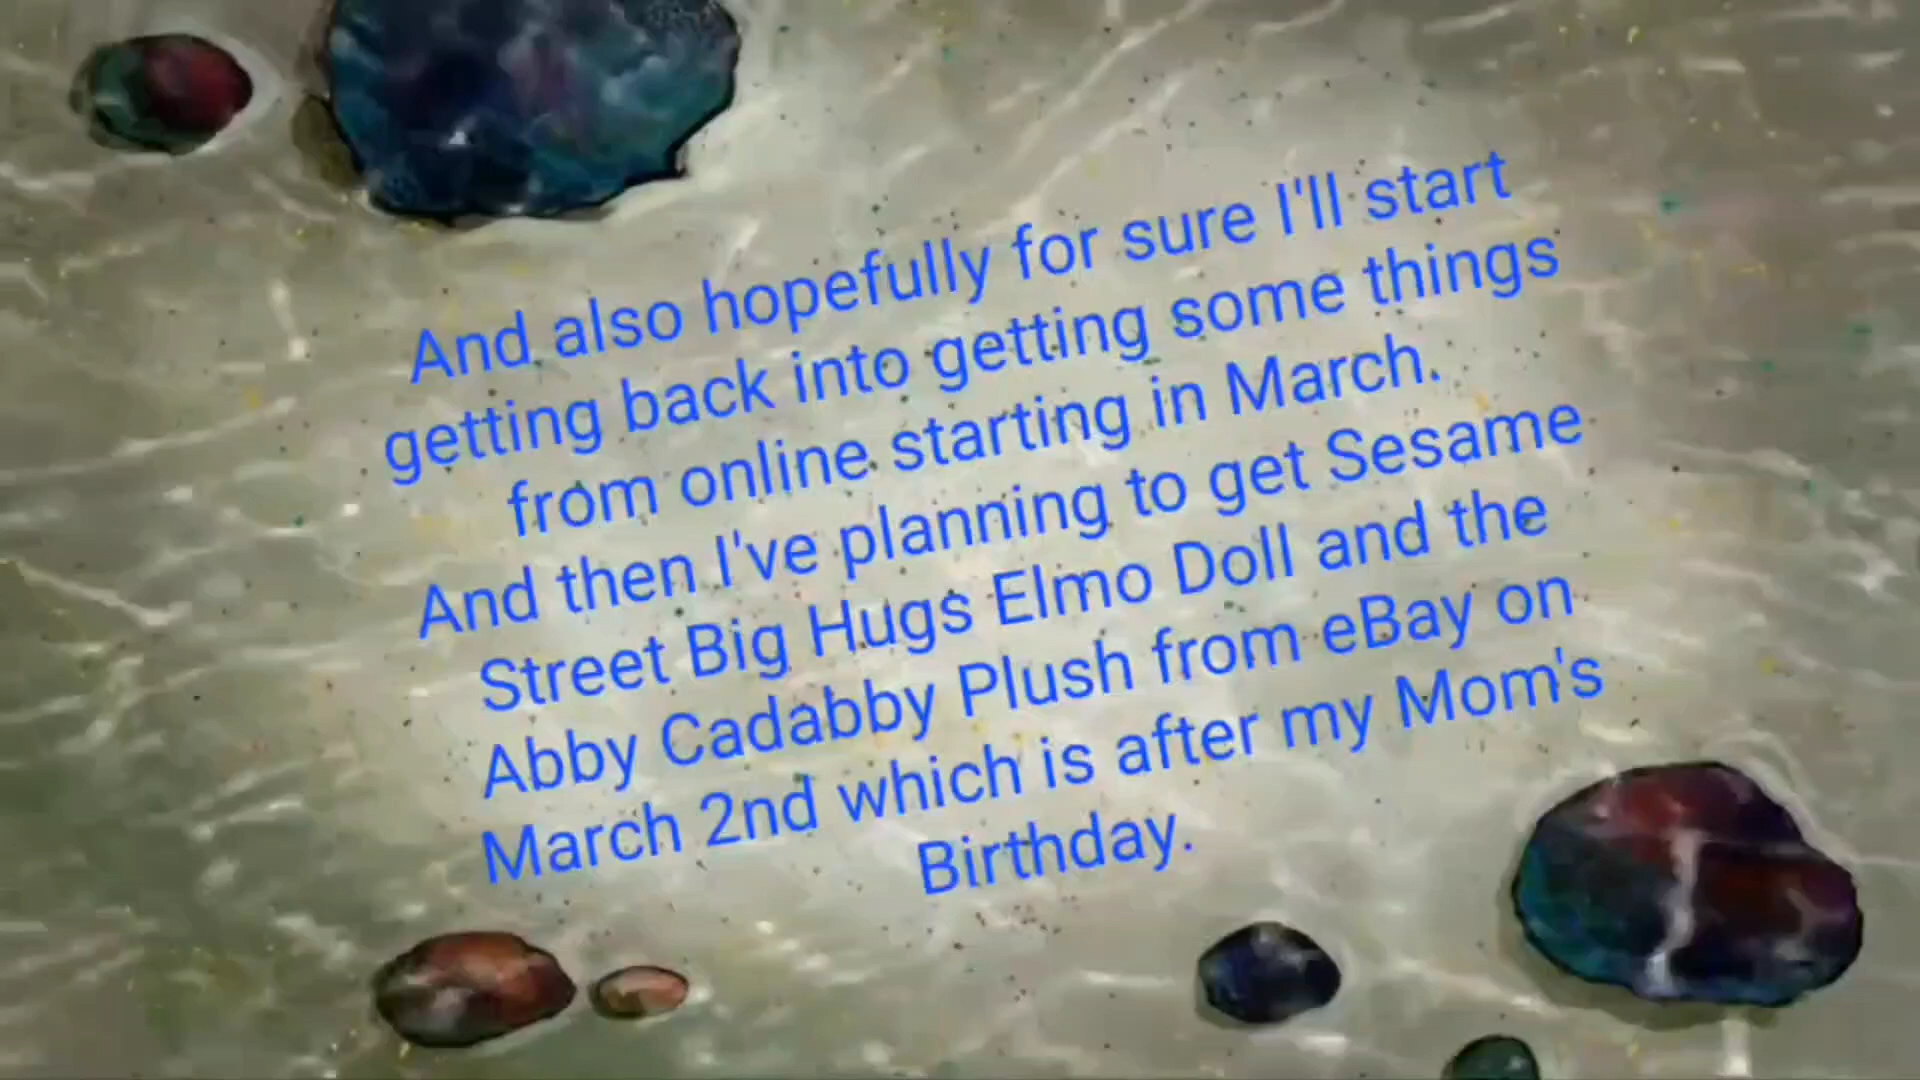 And also hopefully for sure I'll start
getting back into getting some things
from online starting in March.
And then I've planning to get Sesame
Street Big Hugs Elmo Doll and the
Abby Cadabby Plush from eBay on
March 2nd which is after my Mom's
Birthday.